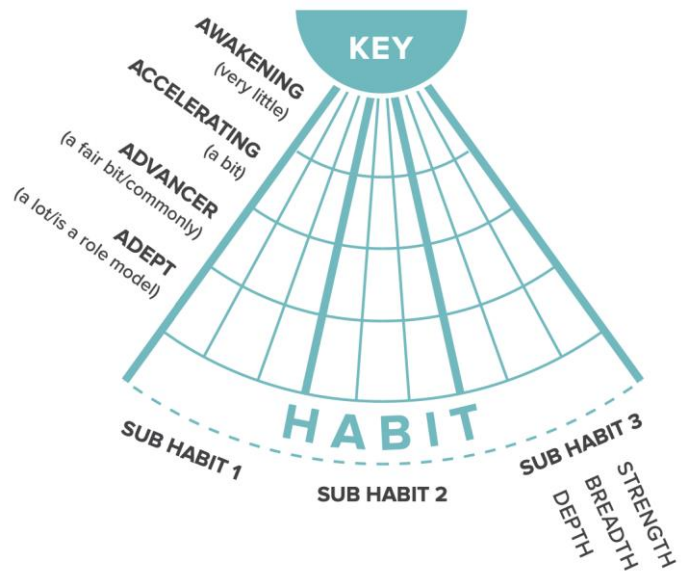 KEY
AWAKENING
(very little)
ACCELERATING
(a bit)
ADVANCER
(a fair bit/commonly)
ADEPT
(a lot/is a role model)
HABIT
SUB HABIT 1
SUB HABIT 2
SUB HABIT 3
DEPTH
BREADTH
STRENGTH